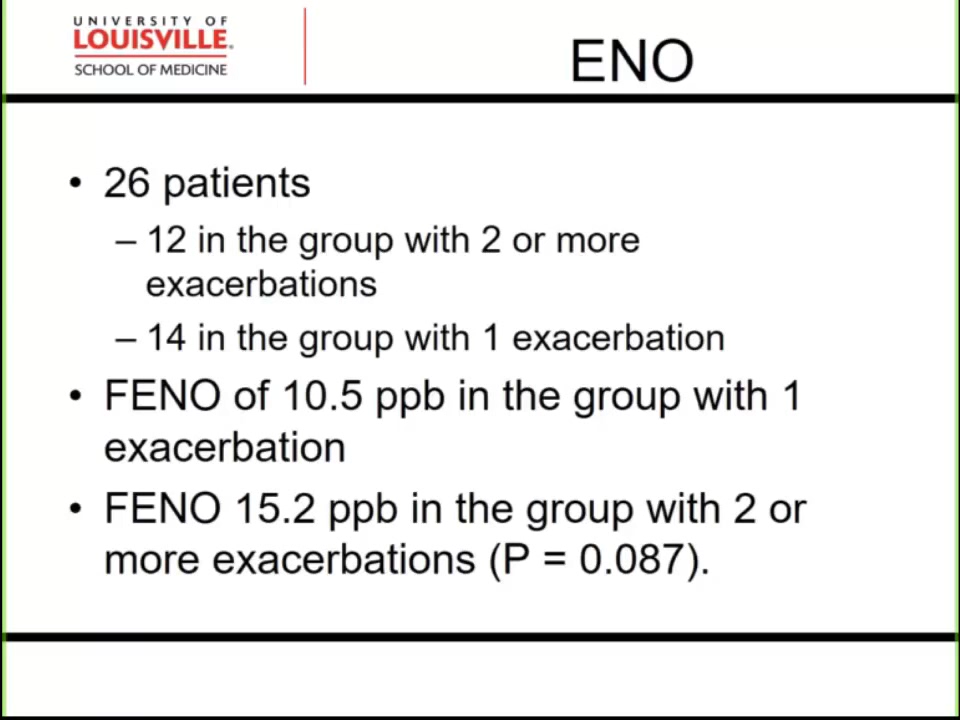 UNIVERSITY OF
LOUISVILLE.
SCHOOL OF MEDICINE
ENO
• 26 patients
– 12 in the group with 2 or more
exacerbations
– 14 in the group with 1 exacerbation
• FENO of 10.5 ppb in the group with 1
exacerbation
• FENO 15.2 ppb in the group with 2 or
more exacerbations (P = 0.087).